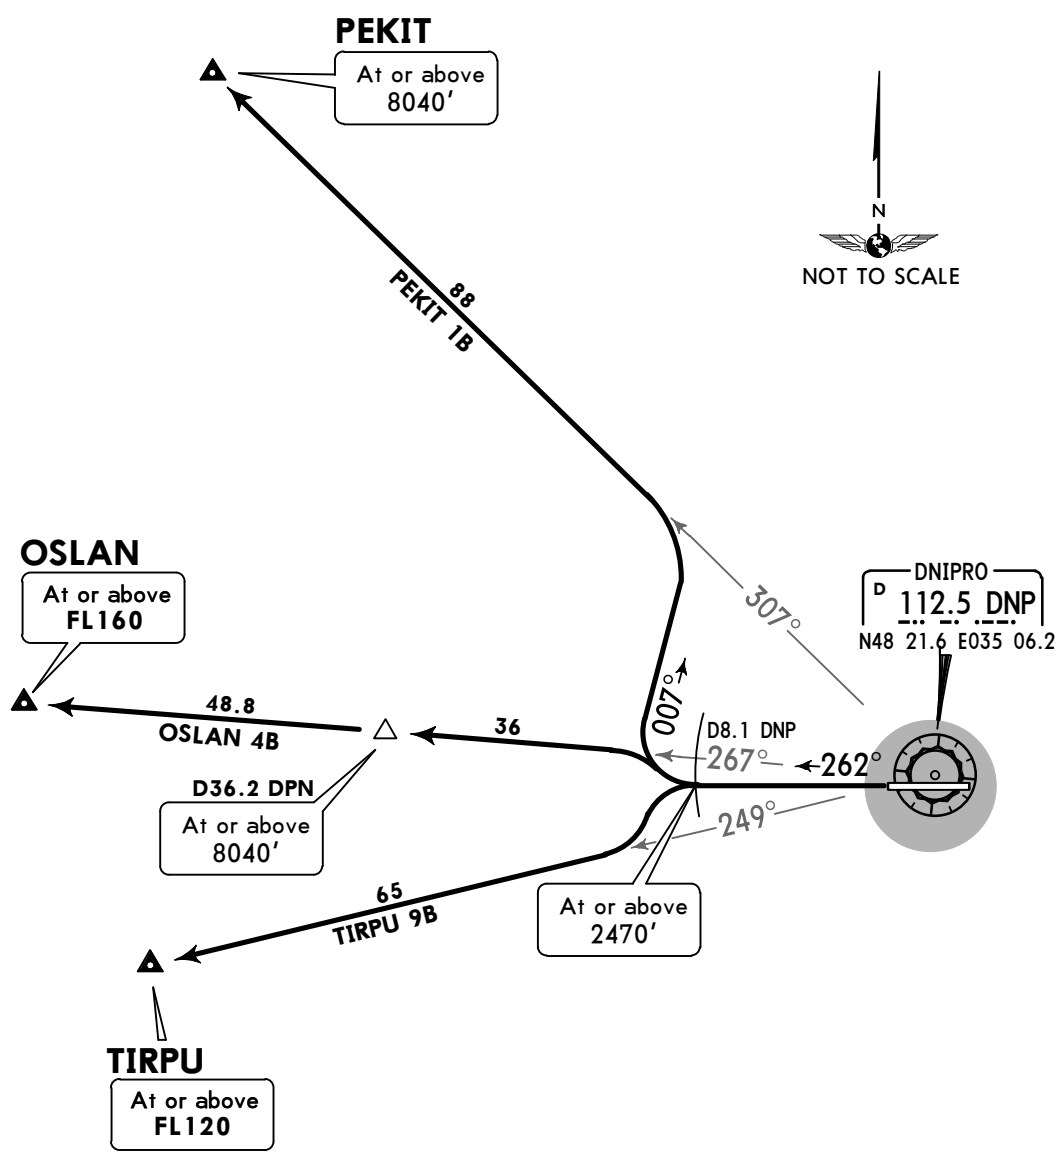 PEKIT
At or above
8040'
N
NOT TO SCALE
88
PEKIT 1B
OSLAN
At or above
FL160
DNIPRO
D 112.5 DNP
N48 21.6 E035 06.2
307°
007°
48.8
OSLAN 4B
36
D8.1 DNP
267°
262°
D36.2 DPN
At or above
8040'
249°
65
TIRPU 9B
At or above
2470'
TIRPU
At or above
FL120